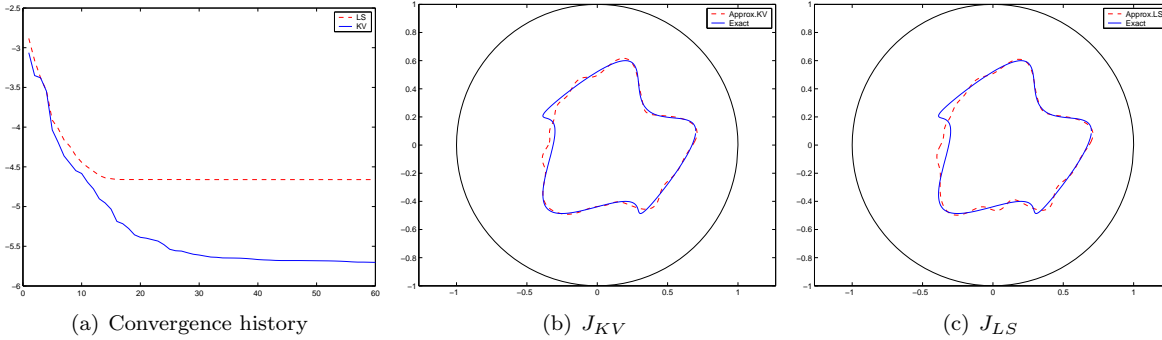 -2.5
-3
-3.5
-4
-4.5
-5
-5.5
-6
0 10 20 30 40 50 60
LS
KV
(a) Convergence history
1
0.8
0.6
0.4
0.2
0
−0.2
−0.4
−0.6
−0.8
−1
−1 −0.5 0 0.5 1
Approx.KV
Exact
(b) J_{KV}
1
0.8
0.6
0.4
0.2
0
−0.2
−0.4
−0.6
−0.8
−1
−1 −0.5 0 0.5 1
Approx.LS
Exact
(c) J_{LS}